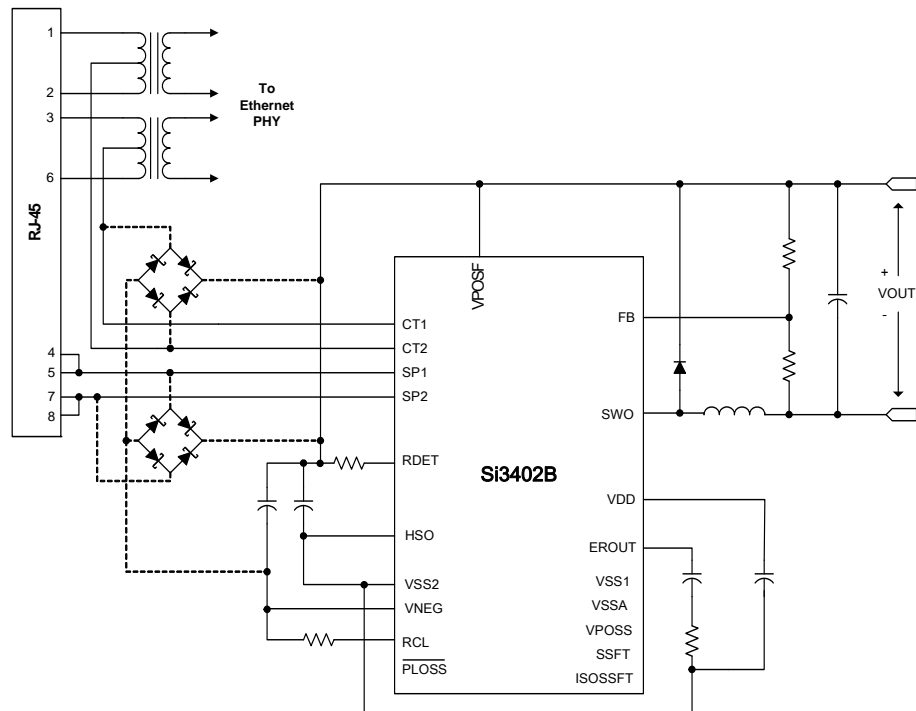 1
2
3
6
4
5
7
8
RJ-45
To
Ethernet
PHY
VPOSF
CT1
CT2
SP1
SP2
RDET
HSO
VSS2
VNEG
RCL
PLOSS
Si3402B
FB
SWO
VDD
EROUT
VSS1
VSSA
VPOSS
SSFT
ISOSSFT
+
VOUT
-